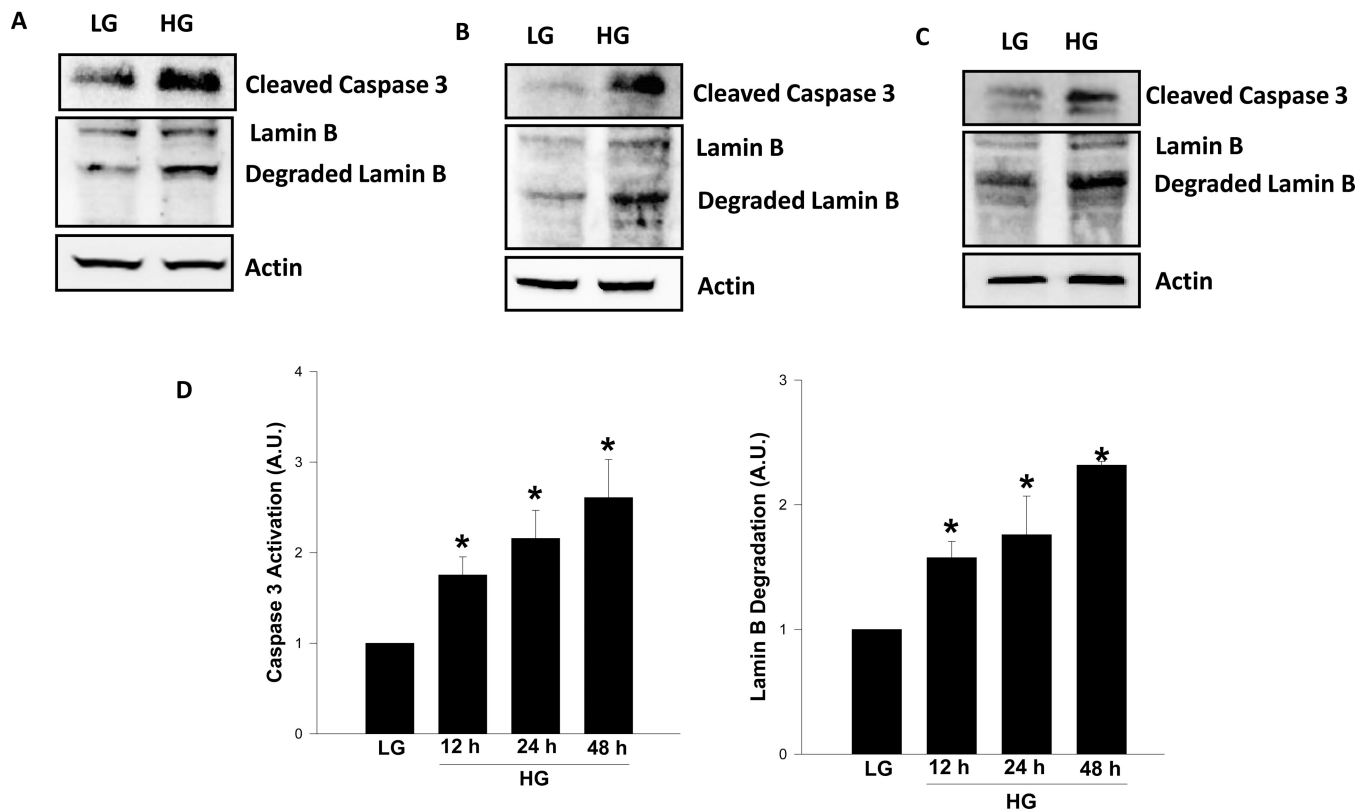 A
LG HG
Cleaved Caspase 3
Lamin B
Degraded Lamin B
Actin
B
LG HG
Cleaved Caspase 3
Lamin B
Degraded Lamin B
Actin
C
LG HG
Cleaved Caspase 3
Lamin B
Degraded Lamin B
Actin
D
Caspase 3 Activation (A.U.)
4
3
2
1
0
* * *
LG 12 h 24 h 48 h
HG
Lamin B Degradation (A.U.)
3
2
1
0
* * *
LG 12 h 24 h 48 h
HG